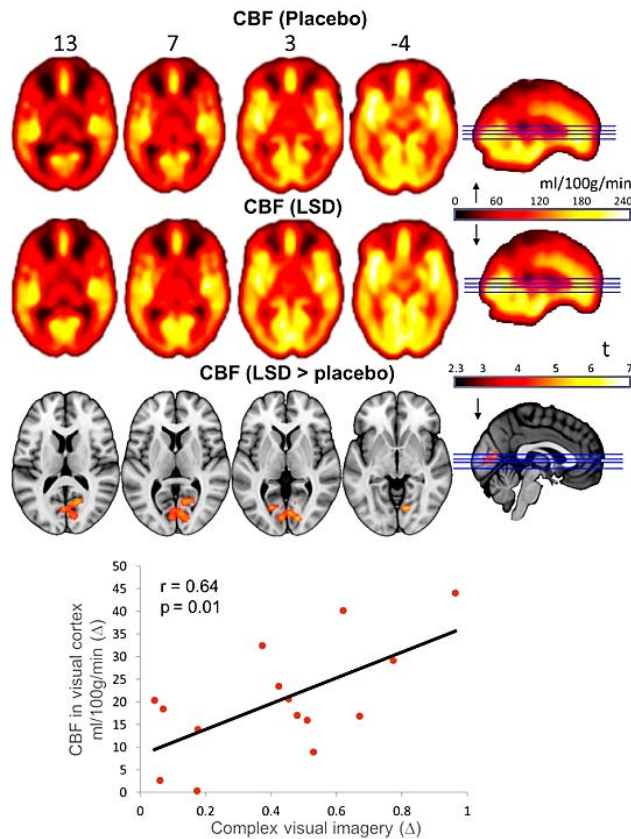 CBF (Placebo)
13 7 3 -4
ml/100g/min
0 60 120 180 240
CBF (LSD)
CBF (LSD > placebo)
t
2.3 3 4 5 6 7
r = 0.64
p = 0.01
CBF in visual cortex
ml/100g/min (Δ)
50
45
40
35
30
25
20
15
10
5
0
0 0.2 0.4 0.6 0.8 1
Complex visual imagery (Δ)